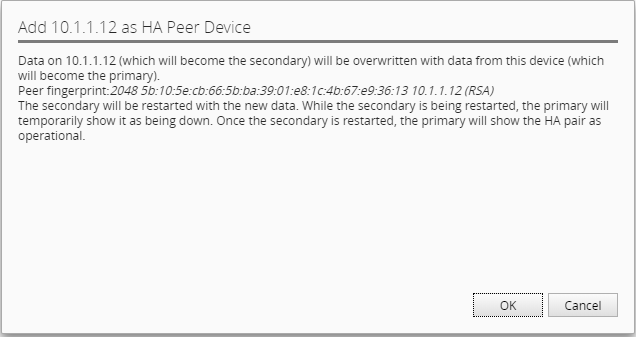 Add 10.1.1.12 as HA Peer Device
Data on 10.1.1.12 (which will become the secondary) will be overwritten with data from this device (which
will become the primary).
Peer fingerprint:2048 5b:10:5e:cb:66:5b:ba:39:01:e8:1c:4b:67:e9:36:13 10.1.1.12 (RSA)
The secondary will be restarted with the new data. While the secondary is being restarted, the primary will
temporarily show it as being down. Once the secondary is restarted, the primary will show the HA pair as
operational.
OK
Cancel